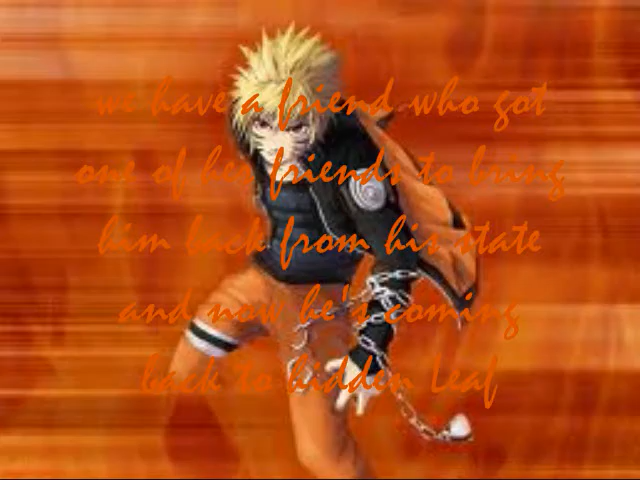 we have a friend who got
one of her friends to bring
him back from his state
and now he's coming
back to hidden Leaf